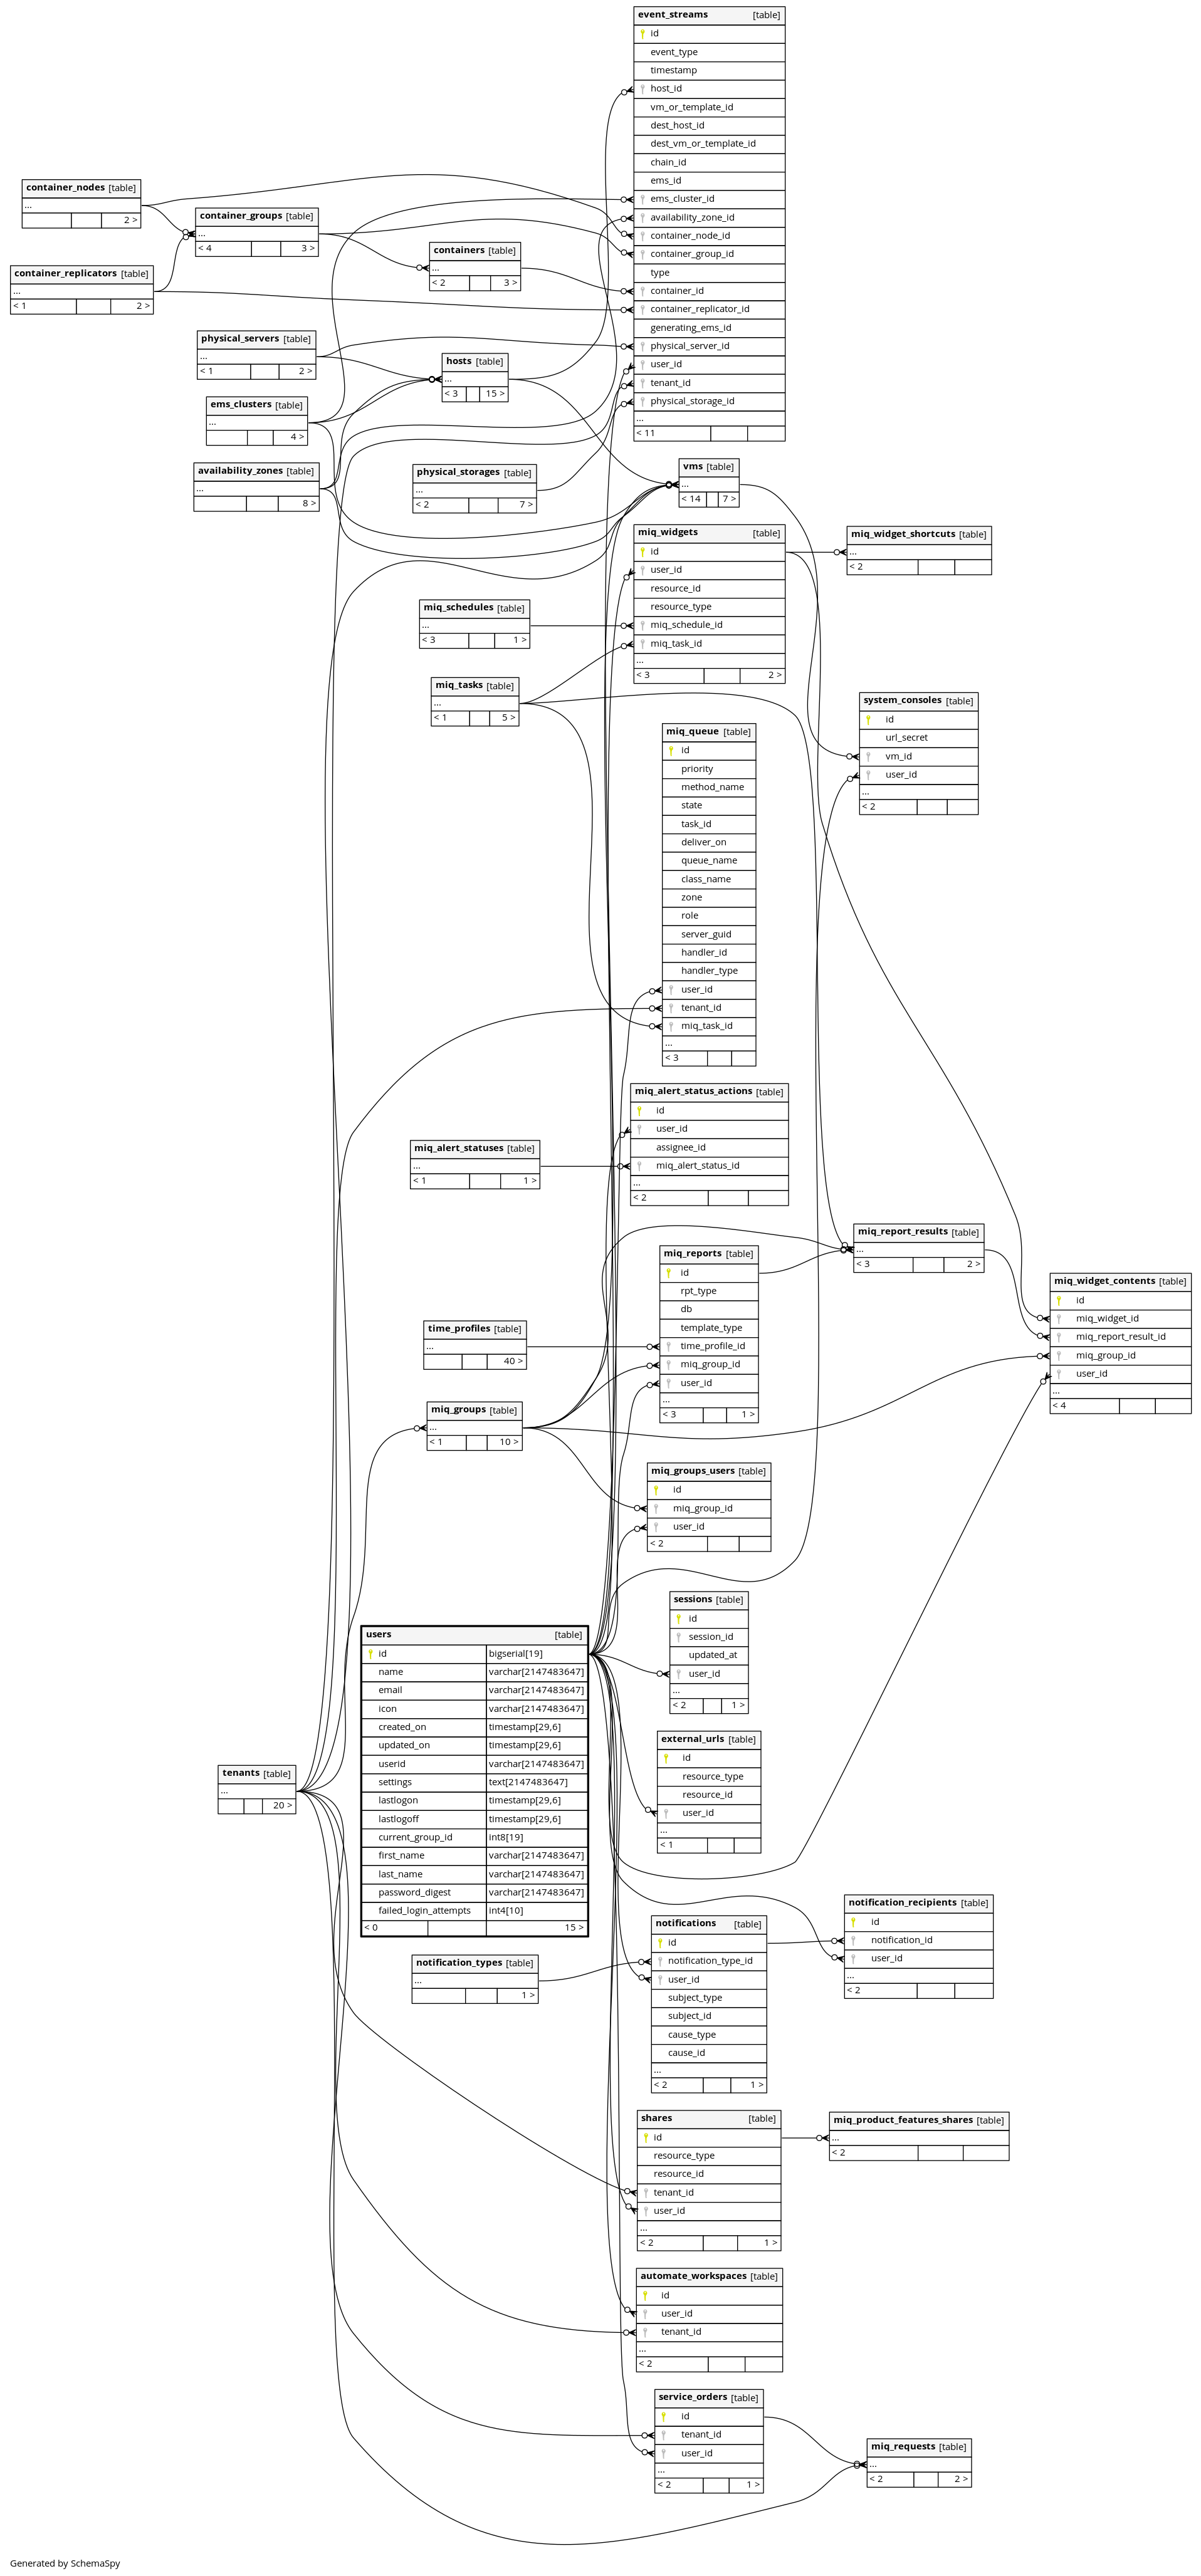 event_streams [table]
id
event_type
timestamp
host_id
vm_or_template_id
dest_host_id
dest_vm_or_template_id
chain_id
ems_id
ems_cluster_id
availability_zone_id
container_node_id
container_group_id
type
container_id
container_replicator_id
generating_ems_id
physical_server_id
user_id
tenant_id
physical_storage_id
...
< 11
container_nodes [table]
...
2 >
container_groups [table]
...
< 4 3 >
containers [table]
...
< 2 3 >
container_replicators [table]
...
< 1 2 >
physical_servers [table]
...
< 1 2 >
hosts [table]
...
< 3 15 >
ems_clusters [table]
...
4 >
availability_zones [table]
...
8 >
physical_storages [table]
...
< 2 7 >
vms [table]
...
< 14 7 >
miq_widgets [table]
id
user_id
resource_id
resource_type
miq_schedule_id
miq_task_id
...
< 3 2 >
miq_widget_shortcuts [table]
...
< 2
miq_schedules [table]
...
< 3 1 >
miq_tasks [table]
...
< 1 5 >
system_consoles [table]
id
url_secret
vm_id
user_id
...
< 2
miq_queue [table]
id
priority
method_name
state
task_id
deliver_on
queue_name
class_name
zone
role
server_guid
handler_id
handler_type
user_id
tenant_id
miq_task_id
...
< 3
miq_alert_status_actions [table]
id
user_id
assignee_id
miq_alert_status_id
...
< 2
miq_alert_statuses [table]
...
< 1 1 >
miq_report_results [table]
...
< 3 2 >
miq_reports [table]
id
rpt_type
db
template_type
time_profile_id
miq_group_id
user_id
...
< 3 1 >
miq_widget_contents [table]
id
miq_widget_id
miq_report_result_id
miq_group_id
user_id
...
< 4
time_profiles [table]
...
40 >
miq_groups [table]
...
< 1 10 >
miq_groups_users [table]
id
miq_group_id
user_id
< 2
sessions [table]
id
session_id
updated_at
user_id
...
< 2 1 >
users [table]
id bigserial[19]
name varchar[2147483647]
email varchar[2147483647]
icon varchar[2147483647]
created_on timestamp[29,6]
updated_on timestamp[29,6]
userid varchar[2147483647]
settings text[2147483647]
lastlogon timestamp[29,6]
lastlogoff timestamp[29,6]
current_group_id int8[19]
first_name varchar[2147483647]
last_name varchar[2147483647]
password_digest varchar[2147483647]
failed_login_attempts int4[10]
< 0 15 >
external_urls [table]
id
resource_type
resource_id
user_id
...
< 1
tenants [table]
...
20 >
notification_recipients [table]
id
notification_id
user_id
...
< 2
notifications [table]
id
notification_type_id
user_id
subject_type
subject_id
cause_type
cause_id
...
< 2 1 >
notification_types [table]
...
1 >
shares [table]
id
resource_type
resource_id
tenant_id
user_id
...
< 2 1 >
miq_product_features_shares [table]
...
< 2
automate_workspaces [table]
id
user_id
tenant_id
...
< 2
service_orders [table]
id
tenant_id
user_id
...
< 2 1 >
miq_requests [table]
...
< 2 2 >
Generated by SchemaSpy